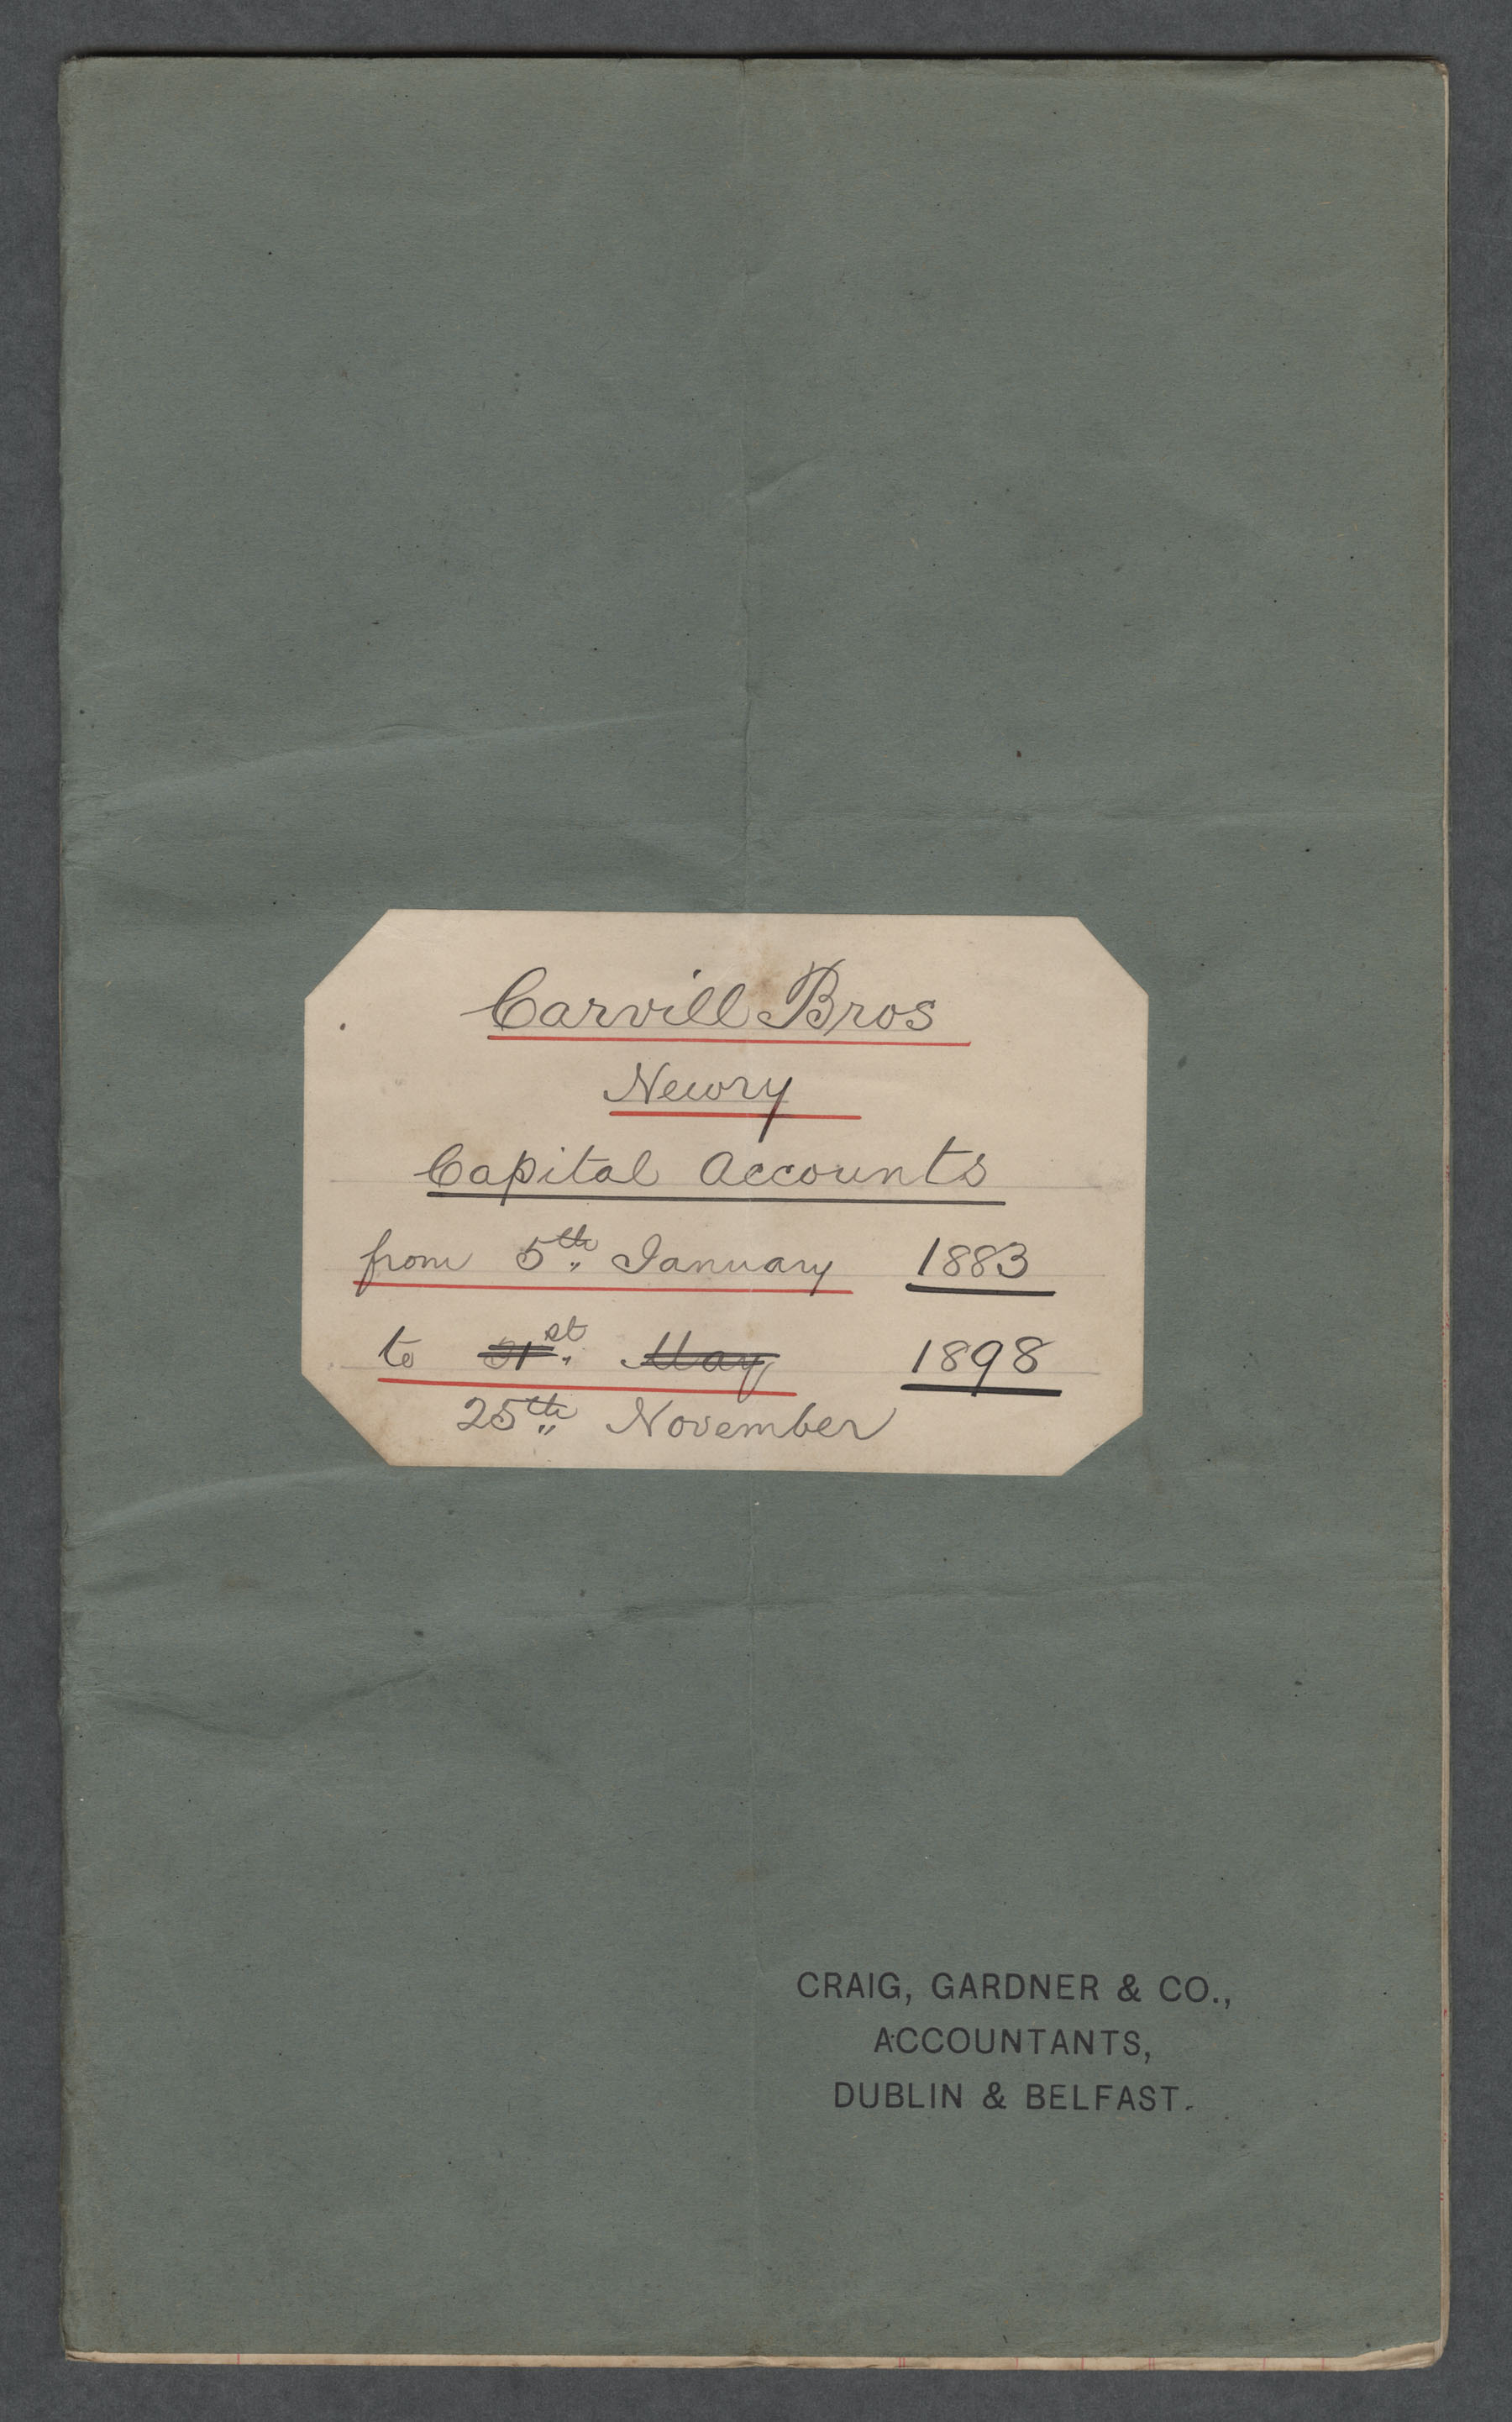 Carvill Bros
Newry
Capital Accounts
from 5th January 1883
to 31st May 1898
25th November
CRAIG, GARDNER & CO.,
ACCOUNTANTS,
DUBLIN & BELFAST.